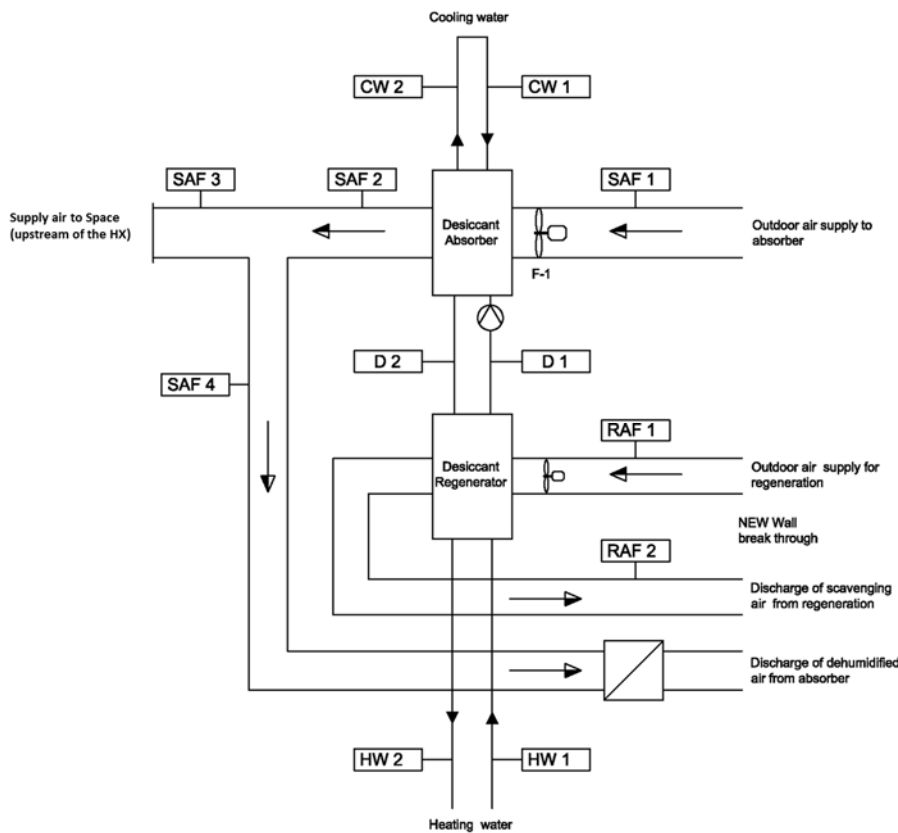 Cooling water
CW 2
CW 1
SAF 3
SAF 2
SAF 1
Supply air to Space
(upstream of the HX)
Desiccant
Absorber
Outdoor air supply to
absorber
F-1
D 2
D 1
SAF 4
RAF 1
Desiccant
Regenerator
Outdoor air supply for
regeneration
NEW Wall
break through
RAF 2
Discharge of scavenging
air from regeneration
Discharge of dehumidified
air from absorber
HW 2
HW 1
Heating water